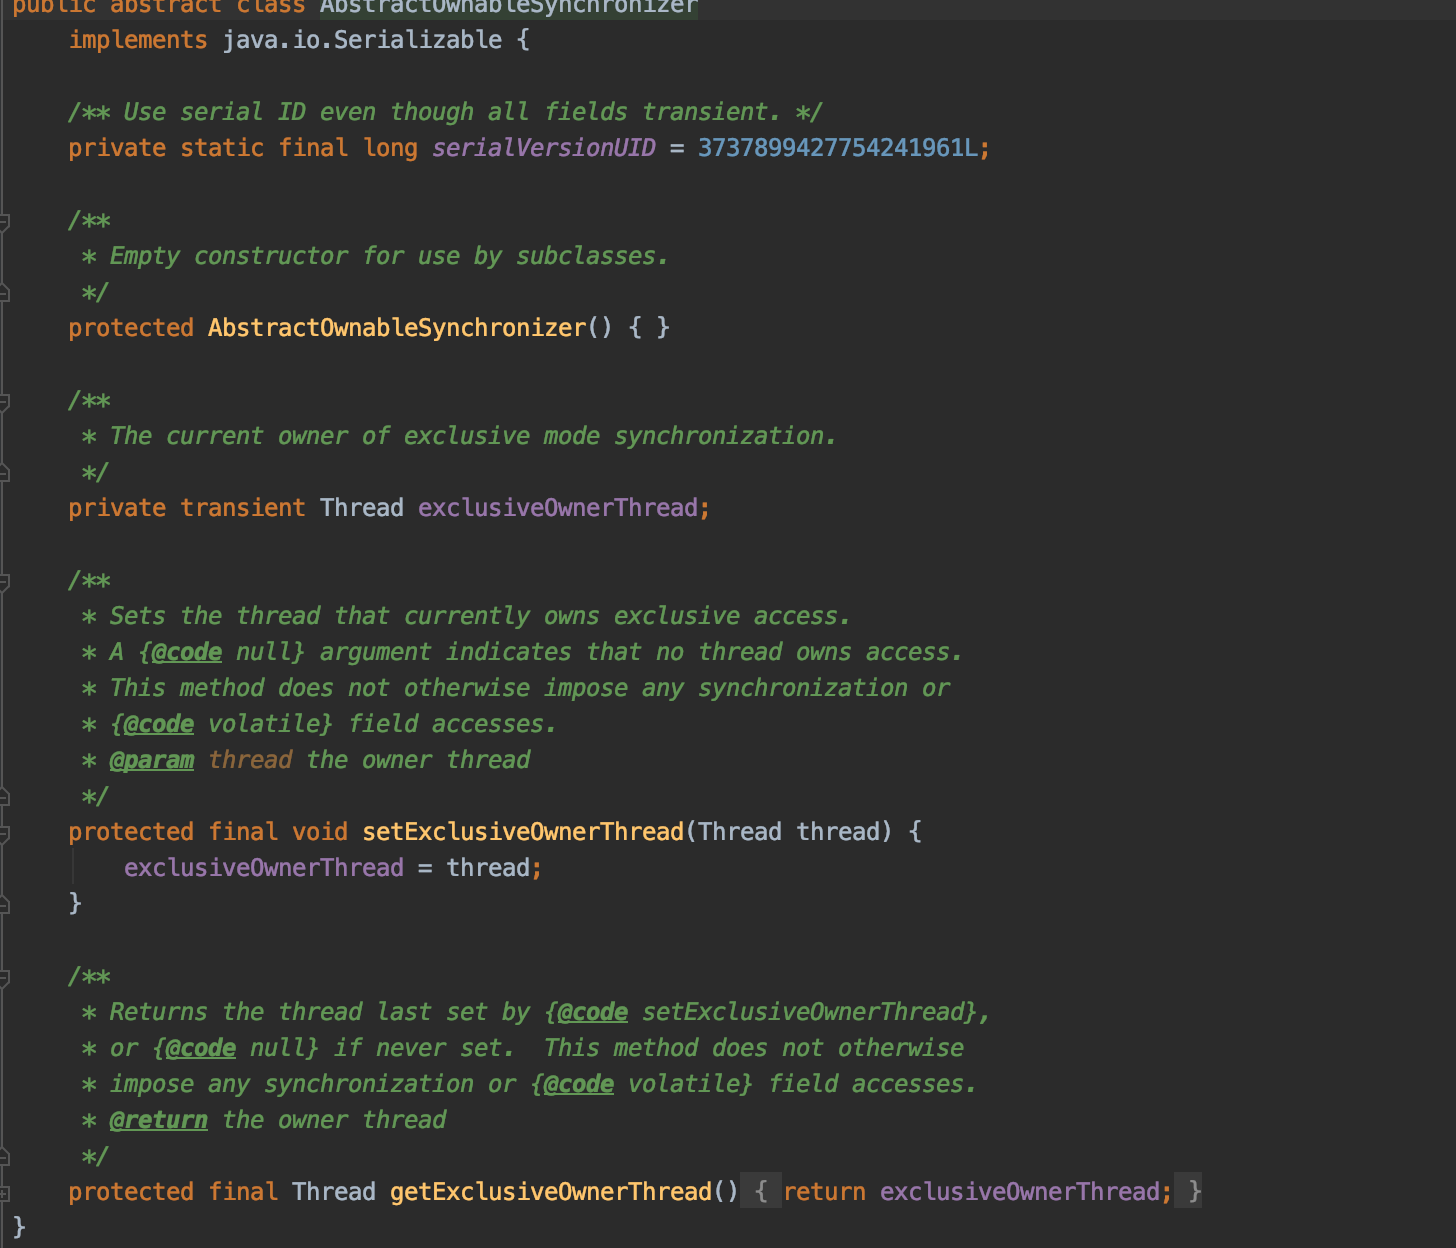 public abstract class AbstractOwnableSynchronizer
    implements java.io.Serializable {

    /** Use serial ID even though all fields transient. */
    private static final long serialVersionUID = 3737899427754241961L;

    /**
     * Empty constructor for use by subclasses.
     */
    protected AbstractOwnableSynchronizer() { }

    /**
     * The current owner of exclusive mode synchronization.
     */
    private transient Thread exclusiveOwnerThread;

    /**
     * Sets the thread that currently owns exclusive access.
     * A {@code null} argument indicates that no thread owns access.
     * This method does not otherwise impose any synchronization or
     * {@code volatile} field accesses.
     * @param thread the owner thread
     */
    protected final void setExclusiveOwnerThread(Thread thread) {
        exclusiveOwnerThread = thread;
    }

    /**
     * Returns the thread last set by {@code setExclusiveOwnerThread},
     * or {@code null} if never set.  This method does not otherwise
     * impose any synchronization or {@code volatile} field accesses.
     * @return the owner thread
     */
    protected final Thread getExclusiveOwnerThread() { return exclusiveOwnerThread; }
}